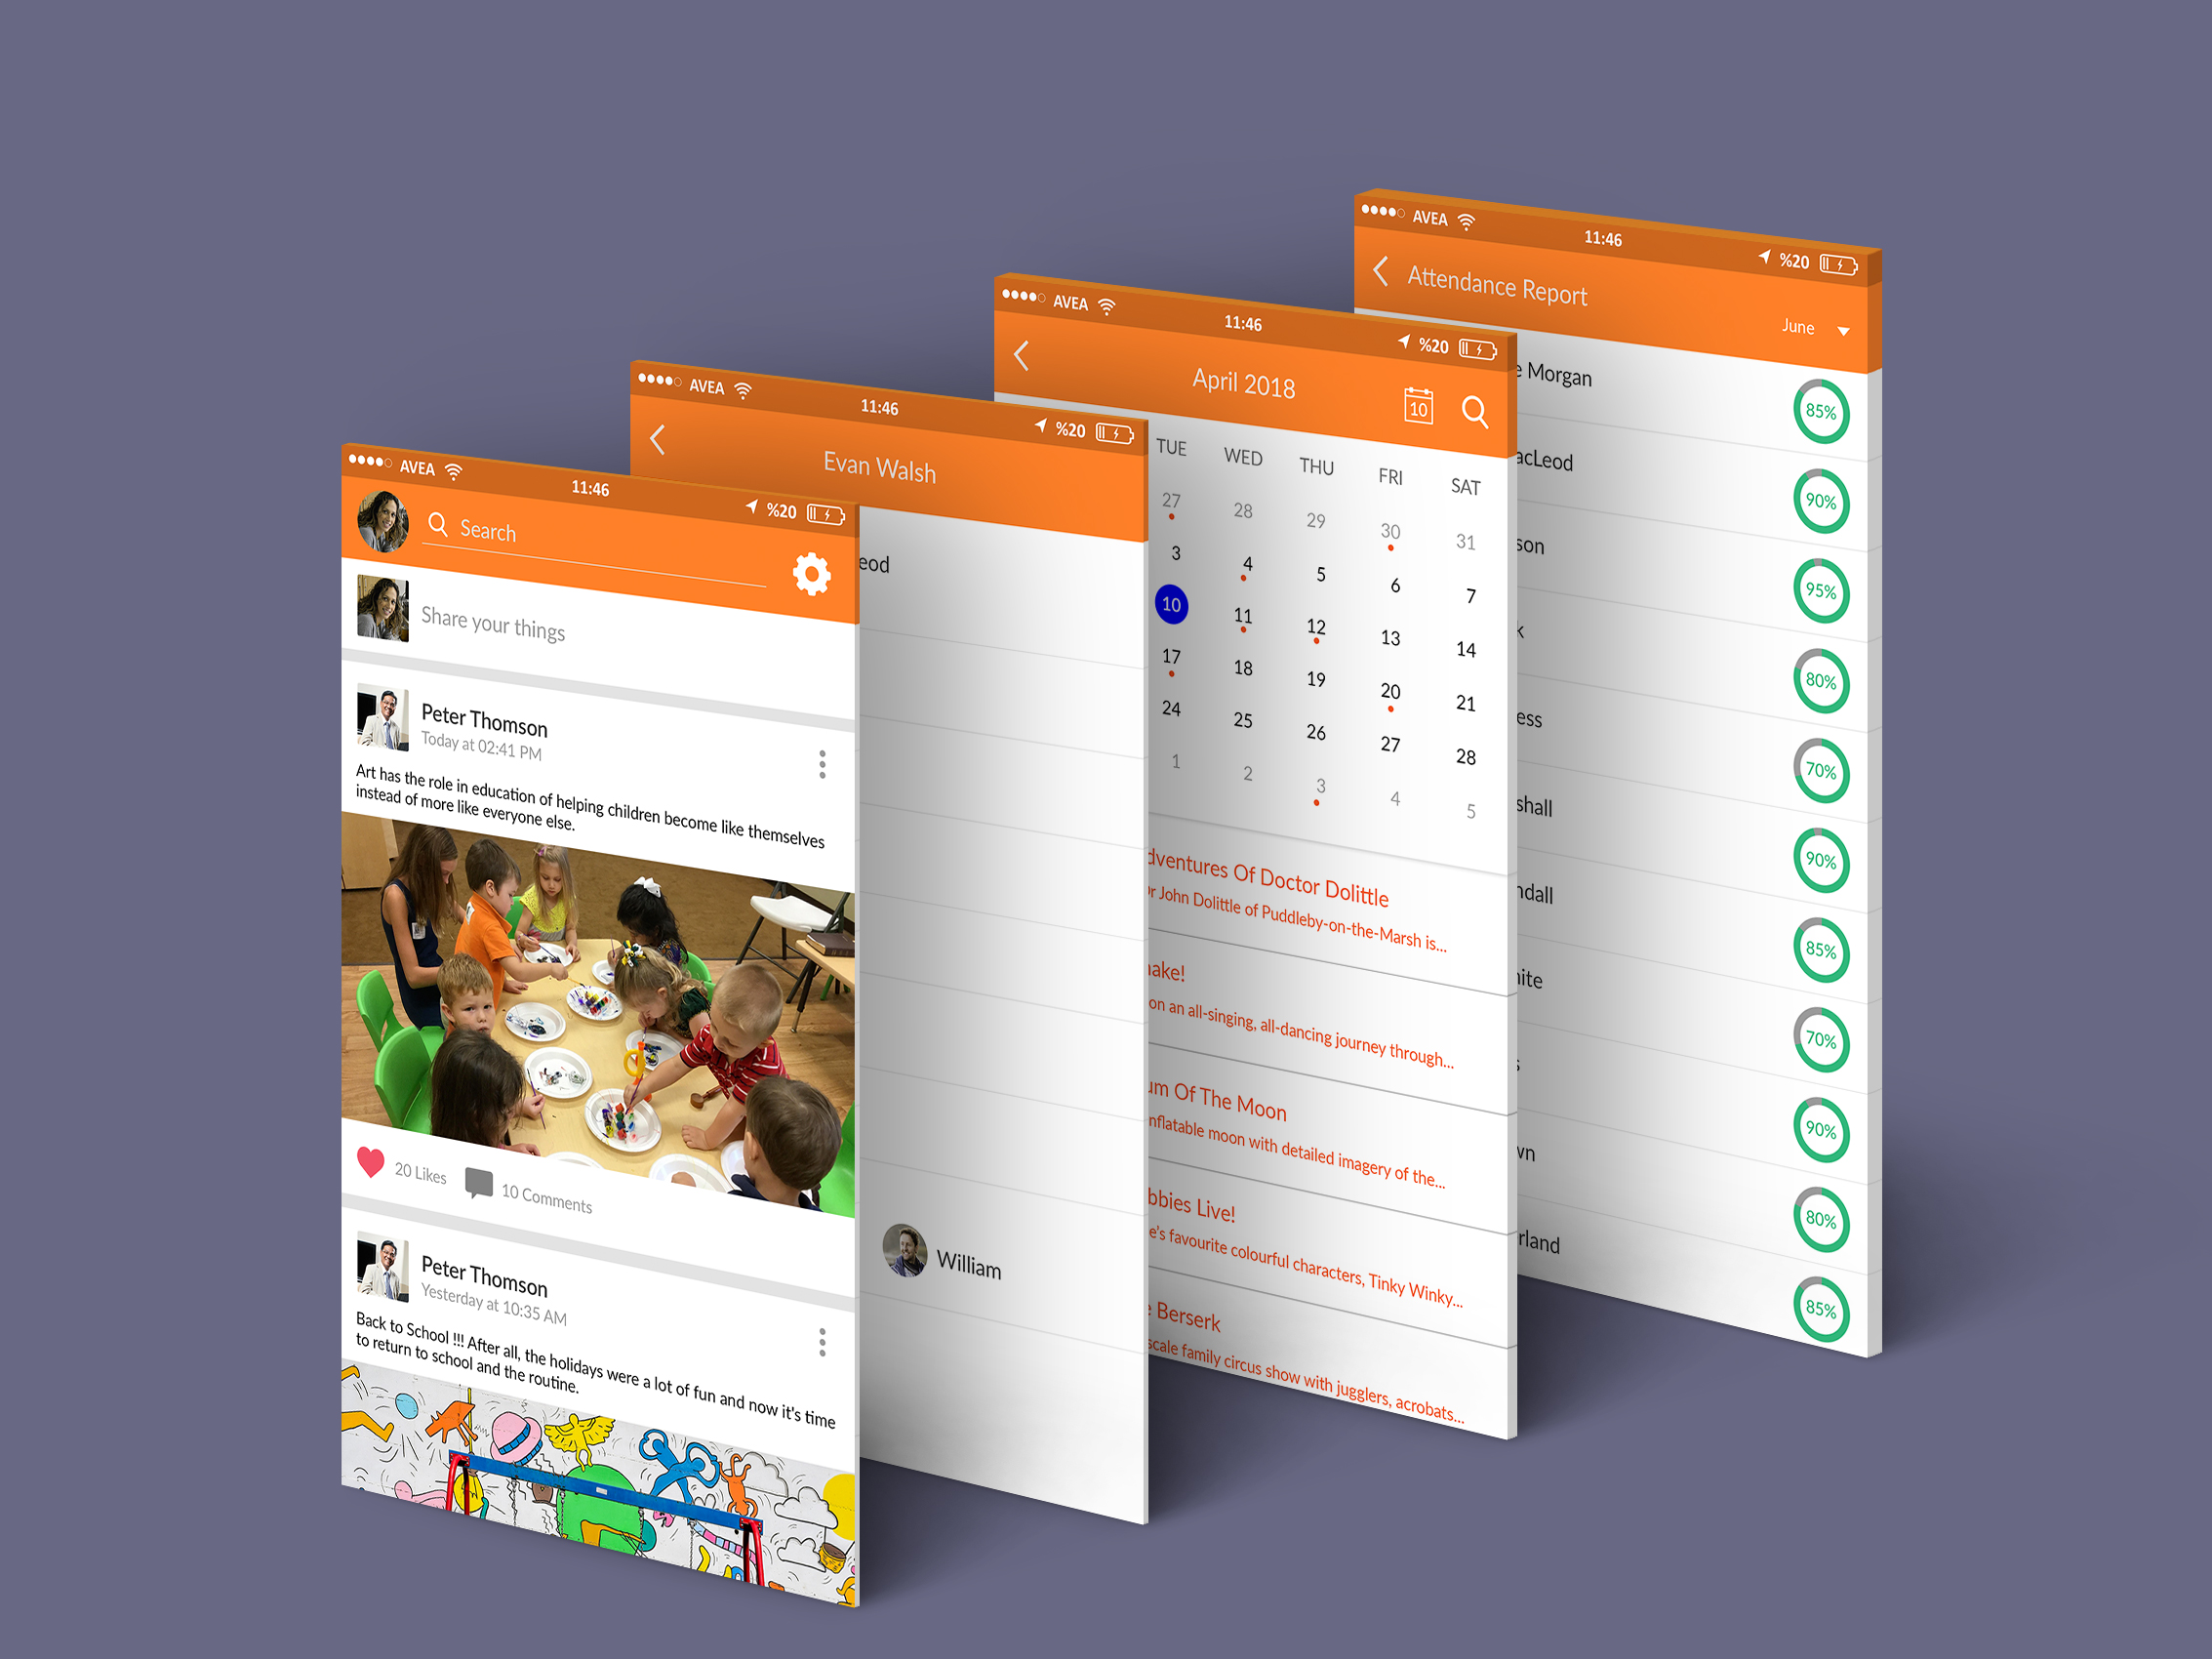 AVEA
11:46
%20
Search
Share your things
Peter Thomson
Today at 02:41 PM
Art has the role in education of helping children become like themselves
instead of more like everyone else.
20 Likes
10 Comments
Peter Thomson
Yesterday at 10:35 AM
Back to School !!! After all, the holidays were a lot of fun and now it's time
to return to school and the routine.
AVEA
11:46
%20
Evan Walsh
eod
William
AVEA
11:46
%20
April 2018
10
TUE WED THU FRI SAT
27 28 29 30 31
3 4 5 6 7
10 11 12 13 14
17 18 19 20 21
24 25 26 27 28
1 2 3 4 5
dventures Of Doctor Dolittle
or John Dolittle of Puddleby-on-the-Marsh is...
ake!
on an all-singing, all-dancing journey through...
um Of The Moon
nflatable moon with detailed imagery of the...
bbies Live!
e's favourite colourful characters, Tinky Winky...
e Berserk
scale family circus show with jugglers, acrobats...
AVEA
11:46
%20
Attendance Report
June
e Morgan
85%
acLeod
90%
son
95%
k
80%
ess
70%
shall
90%
ndall
85%
ite
70%
s
90%
wn
80%
rland
85%